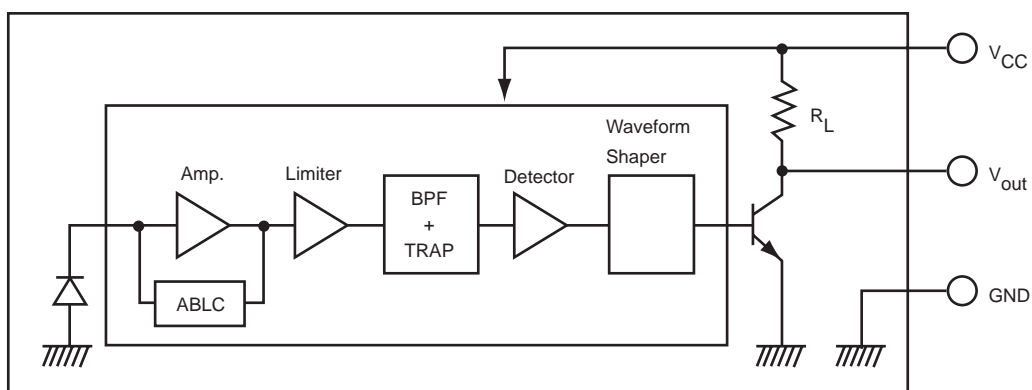 V_CC
R_L
Waveform
Shaper
Amp.
Limiter
Detector
V_out
BPF
+
TRAP
ABLC
GND